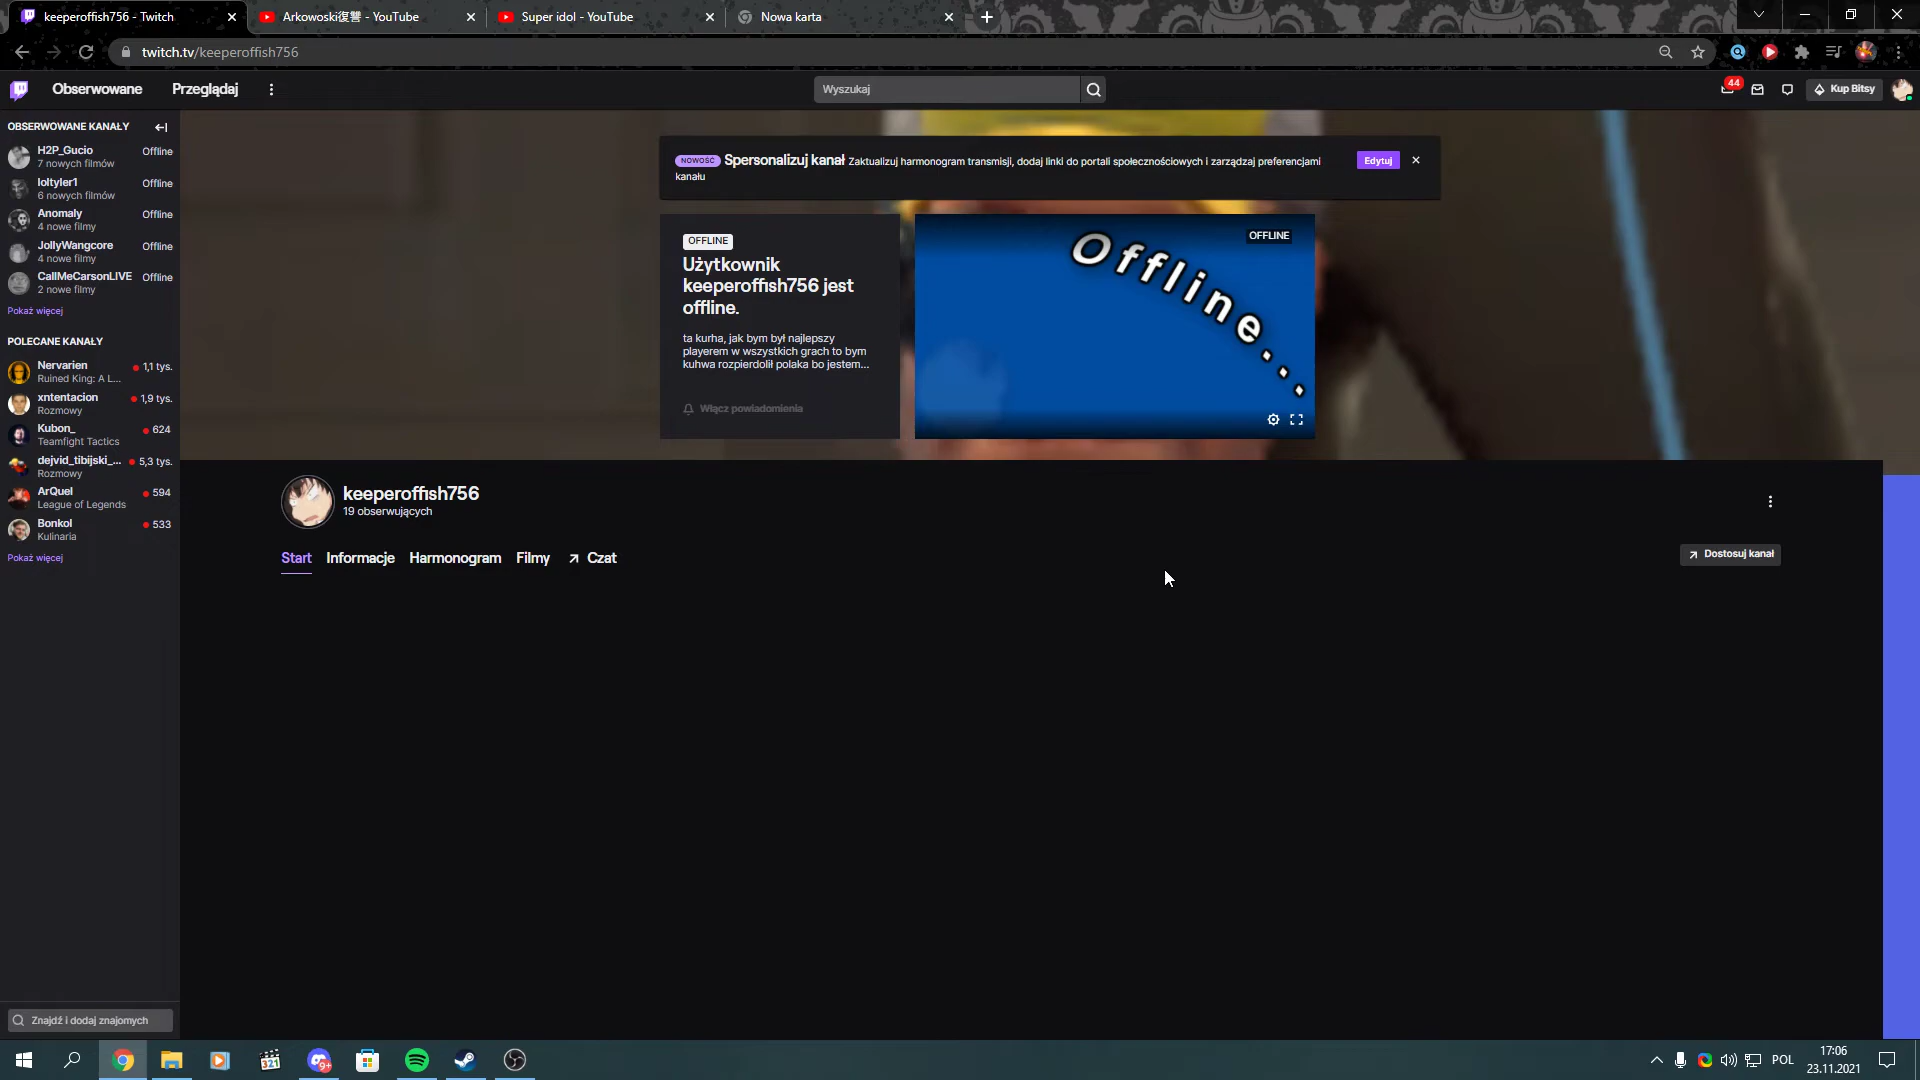 keeperoffish756 - Twitch
Arkowoski復讐 - YouTube
Super idol - YouTube
Nowa karta
twitch.tv/keeperoffish756
Obserwowane
Przeglądaj
Wyszukaj
44
Kup Bitsy
OBSERWOWANE KANAŁY
H2P_Gucio
Offline
7 nowych filmów
loltyler1
Offline
6 nowych filmów
Anomaly
Offline
4 nowe filmy
JollyWangcore
Offline
4 nowe filmy
CallMeCarsonLIVE
Offline
2 nowe filmy
Pokaż więcej
POLECANE KANAŁY
Nervarien
1,1 tys.
Ruined King: A L...
xntentacion
1,9 tys.
Rozmowy
Kubon_
624
Teamfight Tactics
dejvid_tibijski_...
5,3 tys.
Rozmowy
ArQuel
594
League of Legends
Bonkol
533
Kulinaria
Pokaż więcej
Znajdź i dodaj znajomych
NOWOŚĆ Spersonalizuj kanał Zaktualizuj harmonogram transmisji, dodaj linki do portali społecznościowych i zarządzaj preferencjami
kanału
Edytuj
OFFLINE
Użytkownik
keeperoffish756 jest
offline.
ta kurha, jak bym był najlepszy
playerem w wszystkich grach to bym
kuhwa rozpierdolił polaka bo jestem...
Włącz powiadomienia
OFFLINE
Offline...
keeperoffish756
19 obserwujących
Start
Informacje
Harmonogram
Filmy
Czat
Dostosuj kanał
321
9+
POL
17:06
23.11.2021